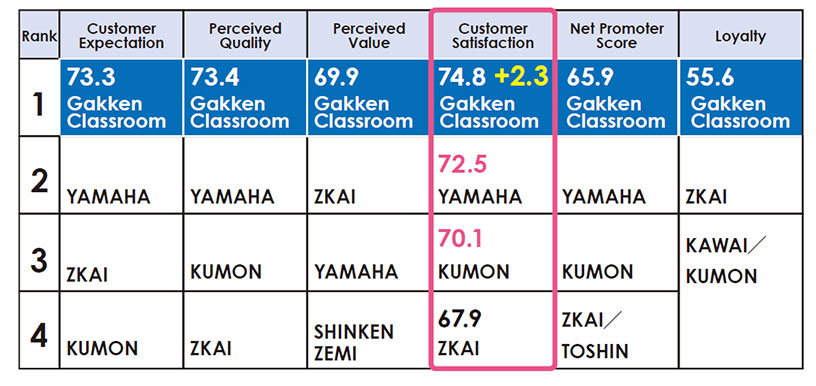 Rank
Customer
Expectation
Perceived
Quality
Perceived
Value
Customer
Satisfaction
Net Promoter
Score
Loyalty
1
73.3
Gakken
Classroom
73.4
Gakken
Classroom
69.9
Gakken
Classroom
74.8 +2.3
Gakken
Classroom
65.9
Gakken
Classroom
55.6
Gakken
Classroom
2
YAMAHA
YAMAHA
ZKAI
72.5
YAMAHA
YAMAHA
ZKAI
3
ZKAI
KUMON
YAMAHA
70.1
KUMON
KUMON
KAWAI／
KUMON
4
KUMON
ZKAI
SHINKEN
ZEMI
67.9
ZKAI
ZKAI／
TOSHIN